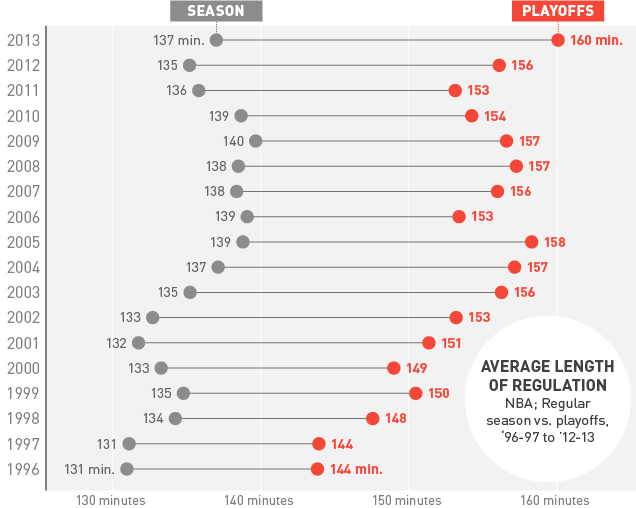 SEASON PLAYOFFS
2013 137 min. 160 min.
2012 135 156
2011 136 153
2010 139 154
2009 140 157
2008 138 157
2007 138 156
2006 139 153
2005 139 158
2004 137 157
2003 135 156
2002 133 153
2001 132 151
2000 133 149
1999 135 150
1998 134 148
1997 131 144
1996 131 min. 144 min.
AVERAGE LENGTH
OF REGULATION
NBA; Regular
season vs. playoffs,
‘96-97 to ‘12-13
130 minutes 140 minutes 150 minutes 160 minutes